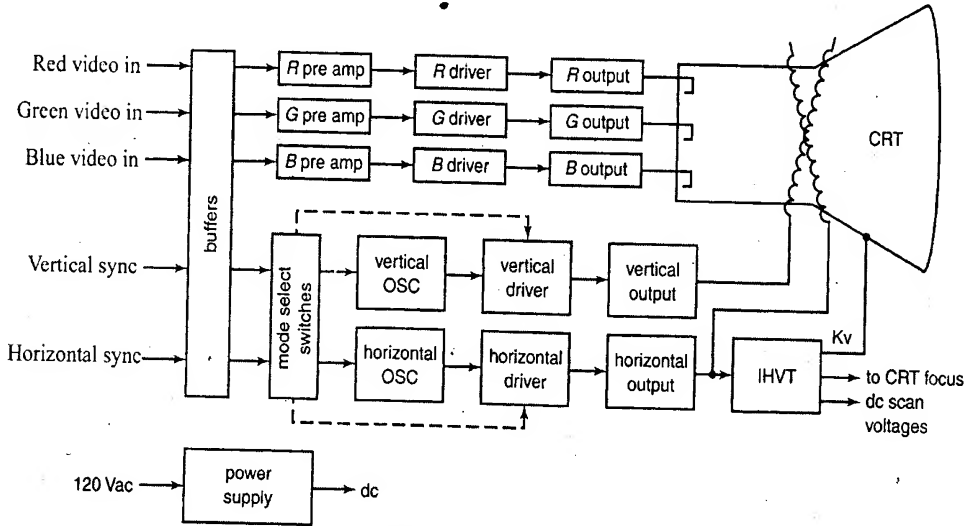 Red video in
Green video in
Blue video in
Vertical sync
Horizontal sync
buffers
R pre amp
R driver
R output
G pre amp
G driver
G output
B pre amp
B driver
B output
CRT
mode select
switches
vertical
OSC
vertical
driver
vertical
output
horizontal
OSC
horizontal
driver
horizontal
output
IHVT
Kv
to CRT focus
dc scan
voltages
120 Vac
power
supply
dc